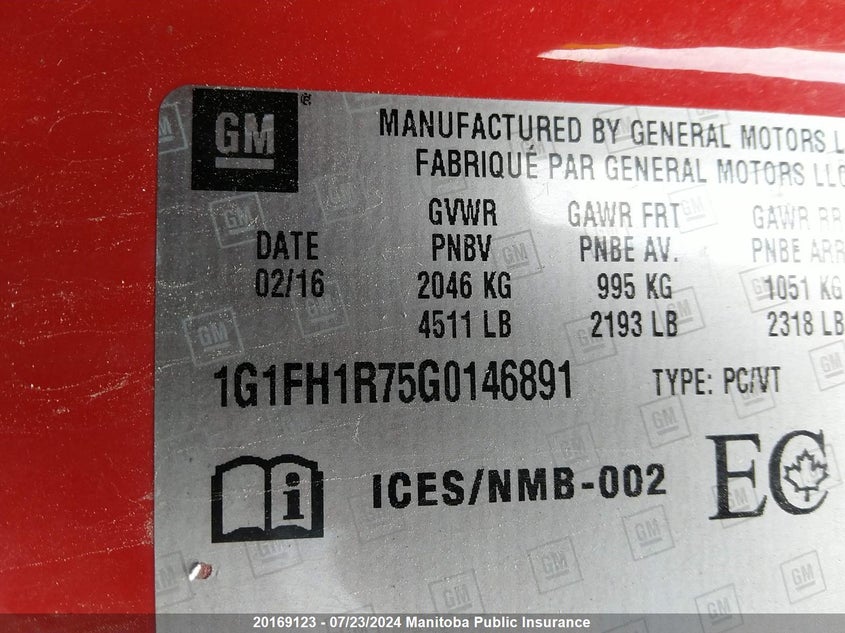 GM ®
MANUFACTURED BY GENERAL MOTORS L
FABRIQUÉ PAR GENERAL MOTORS LLC
GVWR GAWR FRT GAWR RR
DATE PNBV PNBE AV. PNBE ARR
02/16 2046 KG 995 KG 1051 KG
4511 LB 2193 LB 2318 LB
1G1FH1R75G0146891 TYPE: PC/VT
i ICES/NMB-002 EC
20169123 - 07/23/2024 Manitoba Public Insurance